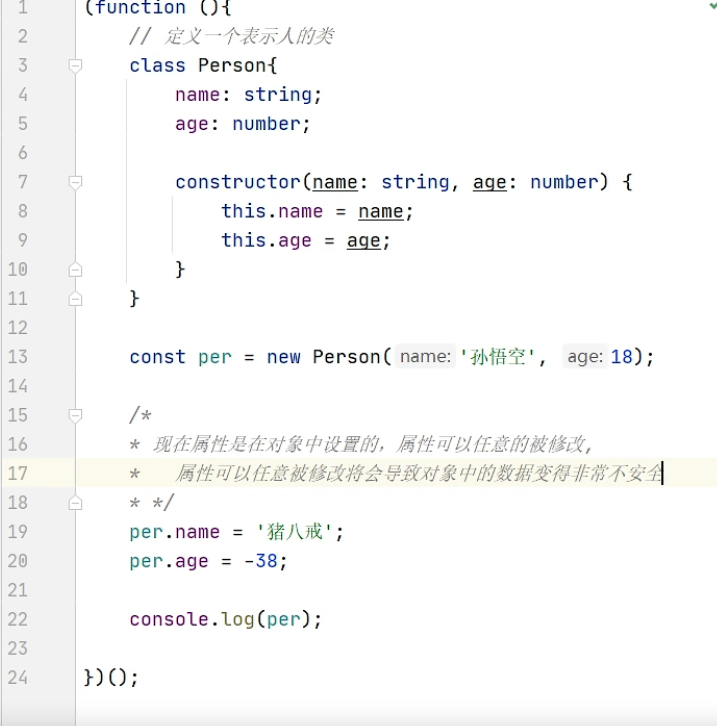 1 (function (){
2 // 定义一个表示人的类
3 class Person{
4 name: string;
5 age: number;
6
7 constructor(name: string, age: number) {
8 this.name = name;
9 this.age = age;
10 }
11 }
12
13 const per = new Person( name: '孙悟空', age: 18);
14
15 /*
16 * 现在属性是在对象中设置的，属性可以任意的被修改,
17 * 属性可以任意被修改将会导致对象中的数据变得非常不安全
18 * */
19 per.name = '猪八戒';
20 per.age = -38;
21
22 console.log(per);
23
24 })();